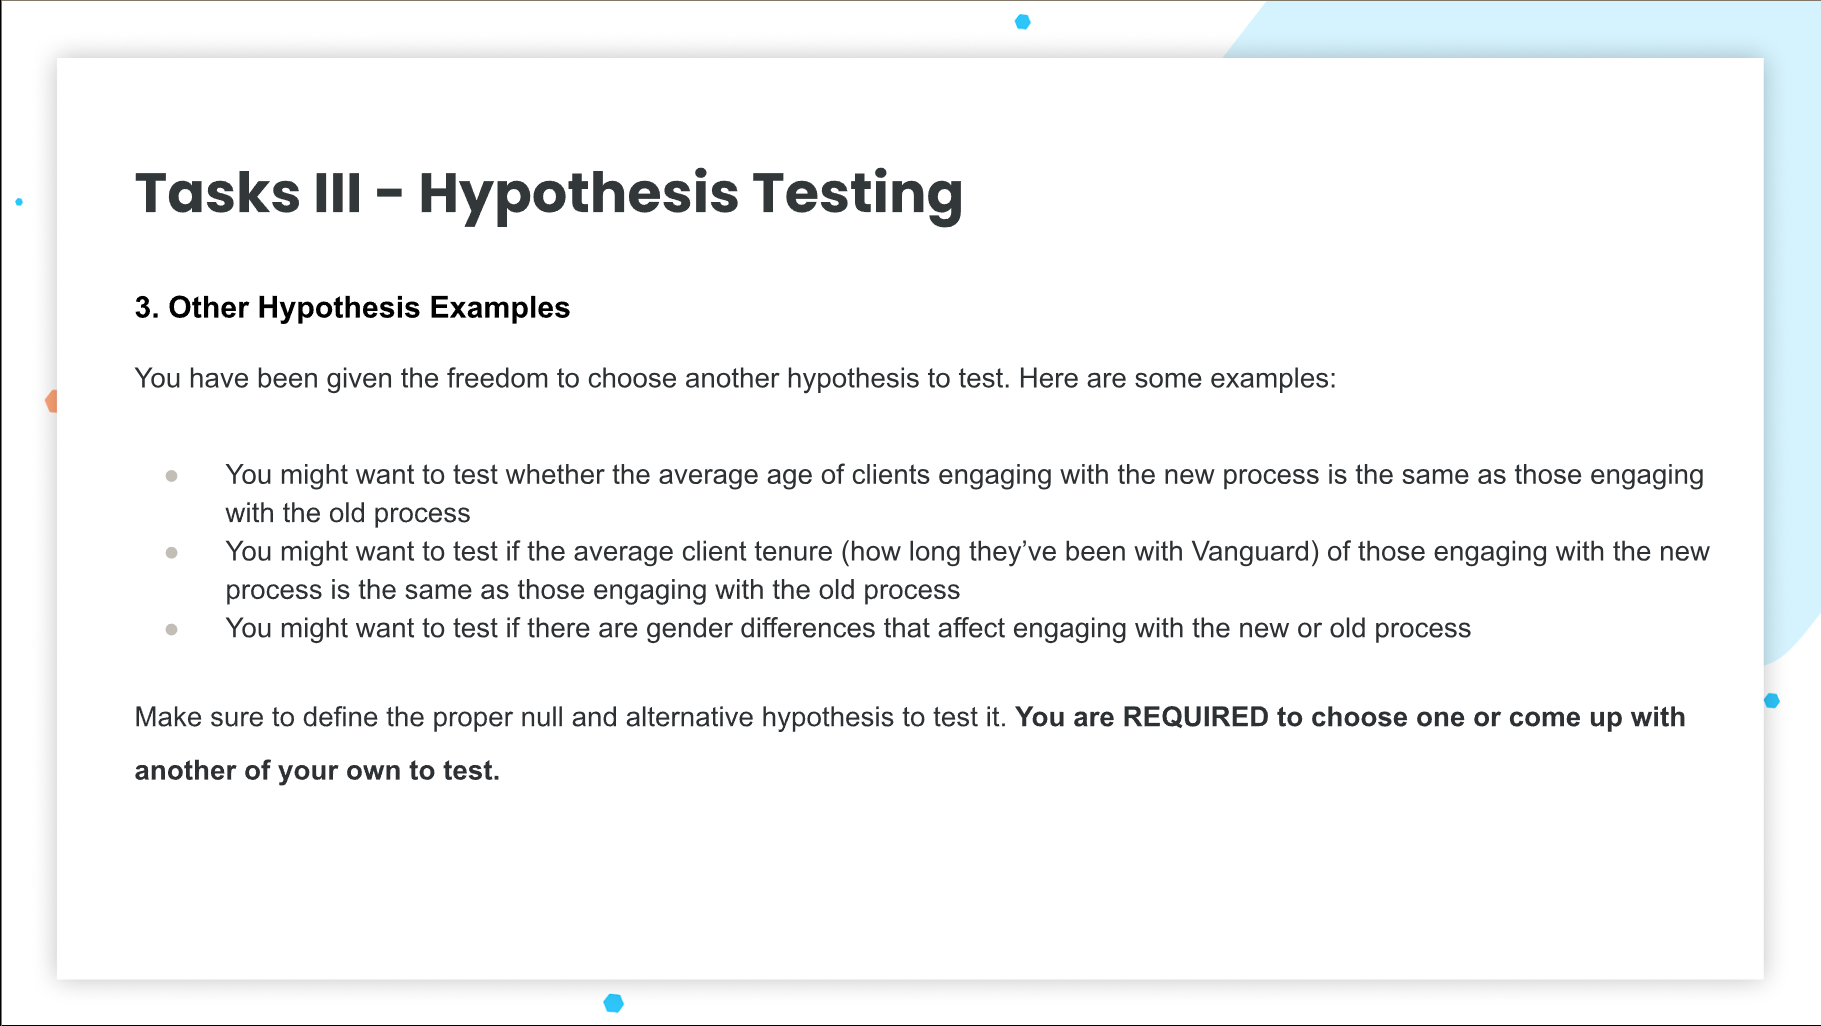 Tasks III - Hypothesis Testing
3. Other Hypothesis Examples
You have been given the freedom to choose another hypothesis to test. Here are some examples:
● You might want to test whether the average age of clients engaging with the new process is the same as those engaging
with the old process
● You might want to test if the average client tenure (how long they’ve been with Vanguard) of those engaging with the new
process is the same as those engaging with the old process
● You might want to test if there are gender differences that affect engaging with the new or old process
Make sure to define the proper null and alternative hypothesis to test it. You are REQUIRED to choose one or come up with
another of your own to test.